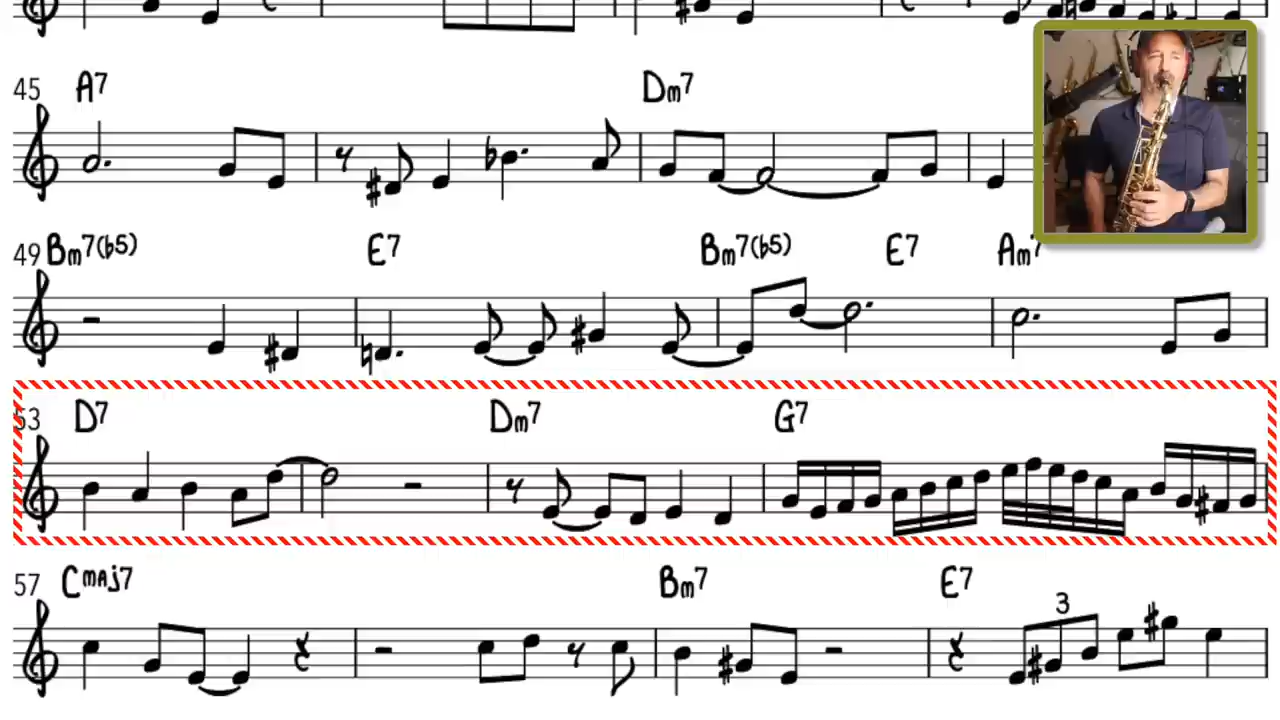 45 A7 Dm7
49 Bm7(b5) E7 Bm7(b5) E7 Am7
53 D7 Dm7 G7
57 Cmaj7 Bm7 E7
3